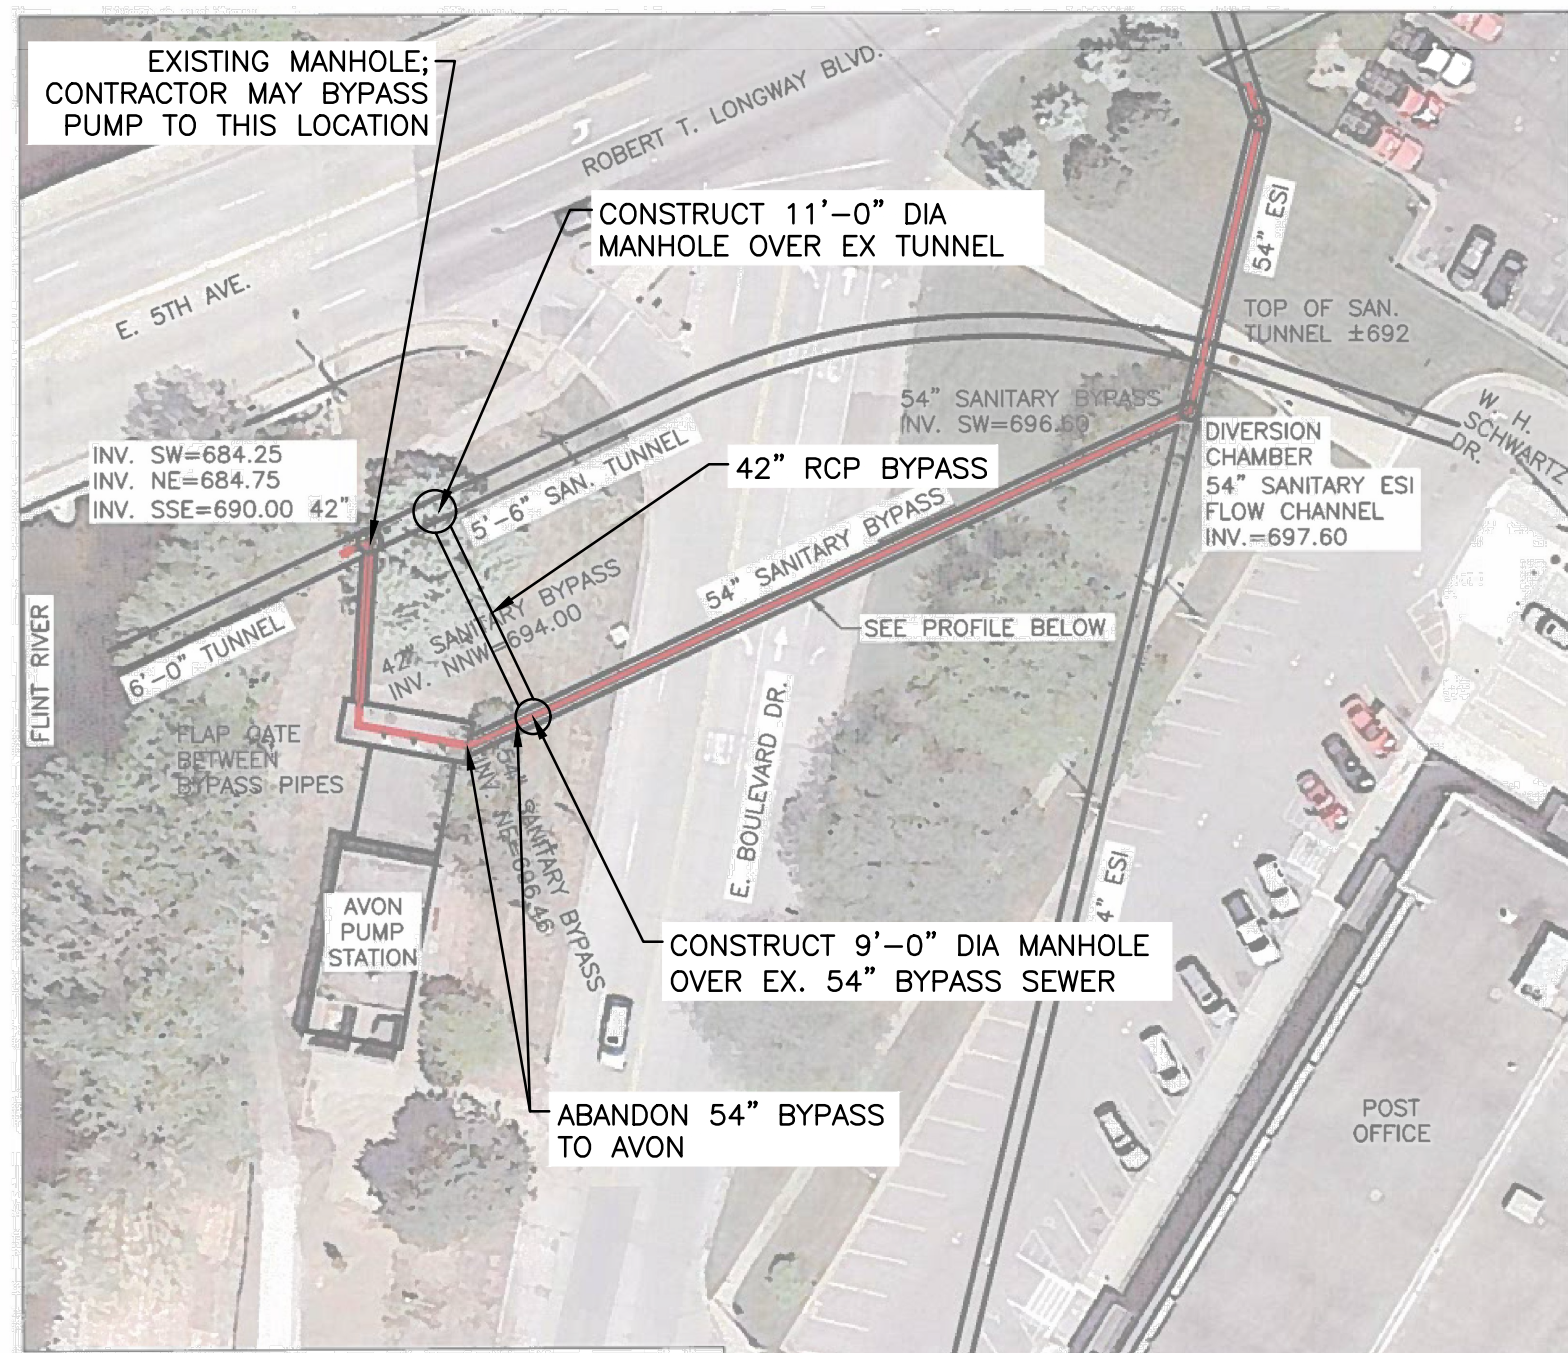 EXISTING MANHOLE;
CONTRACTOR MAY BYPASS
PUMP TO THIS LOCATION
ROBERT T. LONGWAY BLVD.
CONSTRUCT 11'-0" DIA
MANHOLE OVER EX TUNNEL
54" ESI
E. 5TH AVE.
TOP OF SAN.
TUNNEL ±692
54" SANITARY BYPASS
INV. SW=696.60
W. H.
SCHWARTZ
DR.
INV. SW=684.25
INV. NE=684.75
INV. SSE=690.00 42"
5'-6" SAN. TUNNEL
42" RCP BYPASS
DIVERSION
CHAMBER
54" SANITARY ESI
FLOW CHANNEL
INV.=697.60
54" SANITARY BYPASS
42" SANITARY BYPASS
INV. NNW=694.00
SEE PROFILE BELOW
FLINT RIVER
6'-0" TUNNEL
FLAP GATE
BETWEEN
BYPASS PIPES
E. BOULEVARD DR.
54" SANITARY BYPASS
INV. NE=696.46
4" ESI
AVON
PUMP
STATION
CONSTRUCT 9'-0" DIA MANHOLE
OVER EX. 54" BYPASS SEWER
ABANDON 54" BYPASS
TO AVON
POST
OFFICE